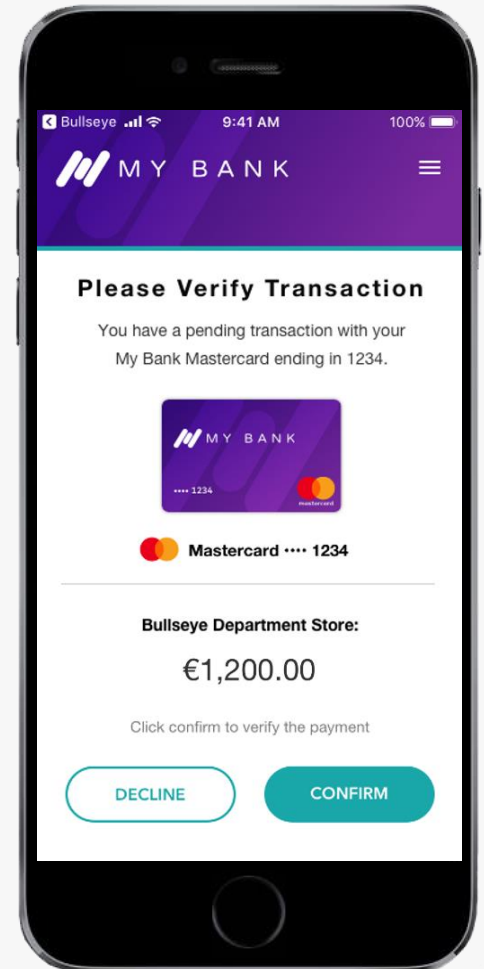 Bullseye 9:41 AM 100%
MY BANK
Please Verify Transaction
You have a pending transaction with your
My Bank Mastercard ending in 1234.
MY BANK
•••• 1234
mastercard
Mastercard •••• 1234
Bullseye Department Store:
€1,200.00
Click confirm to verify the payment
DECLINE CONFIRM